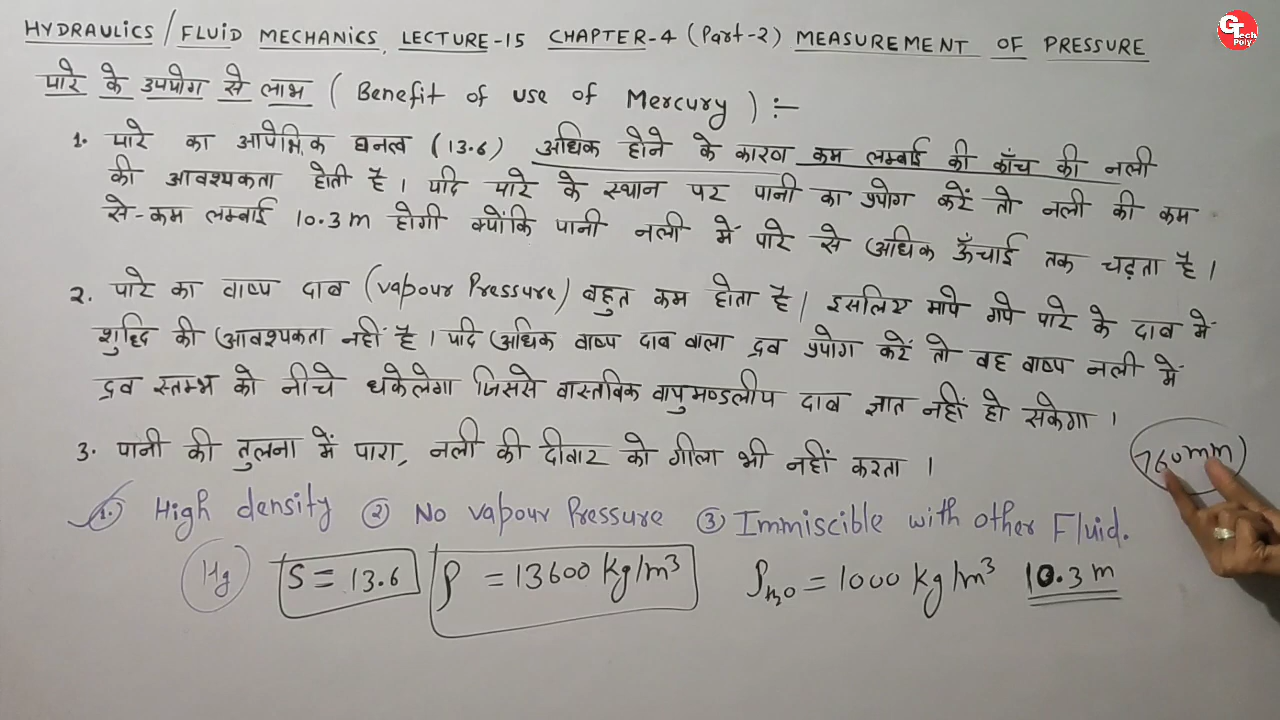 HYDRAULICS/FLUID MECHANICS, LECTURE-15 CHAPTER-4 (Part-2) MEASUREMENT OF PRESSURE
GTech Poly
पारे के उपयोग से लाभ (Benefit of use of Mercury) :-
1. पारे का आपेक्षिक घनत्व (13.6) अधिक होने के कारण कम लम्बाई की काँच की नली
की आवश्यकता होती है। यदि पारे के स्थान पर पानी का प्रयोग करें तो नली की कम
से-कम लम्बाई 10.3 m होगी क्योंकि पानी नली में पारे से अधिक ऊँचाई तक चढ़ता है।
2. पारे का वाष्प दाब (vapour Pressure) बहुत कम होता है। इसलिए मापे गये पारे के दाब में
शुद्धि की आवश्यकता नहीं है। यदि अधिक वाष्प दाब वाला द्रव प्रयोग करें तो वह वाष्प नली में
द्रव स्तम्भ को नीचे धकेलेगा जिससे वास्तविक वायुमण्डलीय दाब ज्ञात नहीं हो सकेगा।
3. पानी की तुलना में पारा, नली की दीवार को गीला भी नहीं करता।
760mm
1. High density 2 No vapour Pressure 3 Immiscible with other Fluid.
Hg S = 13.6 ρ = 13600 kg/m³ ρH₂O = 1000 kg/m³ 10.3 m